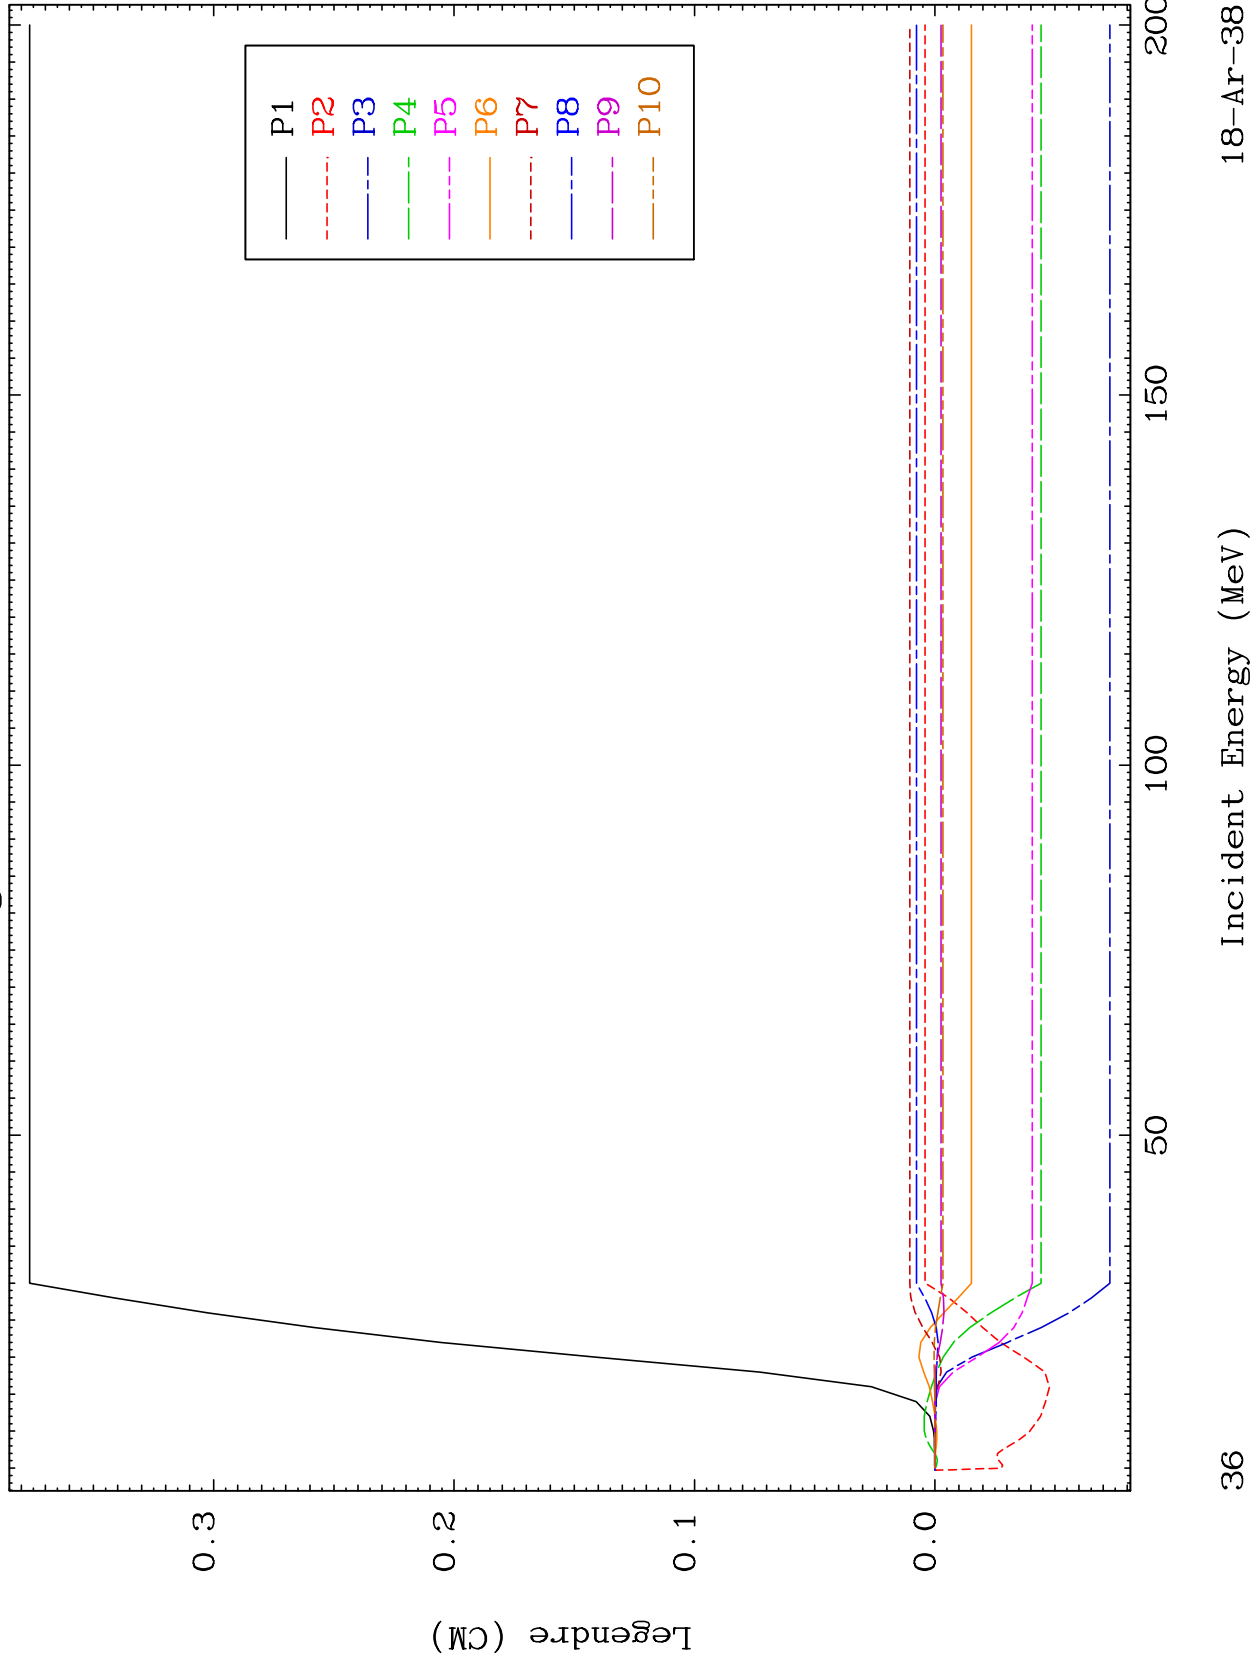 P1
P2
P3
P4
P5
P6
P7
P8
P9
P10
0.3
0.2
0.1
0.0
Legendre (CM)
50
100
150
200
Incident Energy (MeV)
36
18-Ar-38